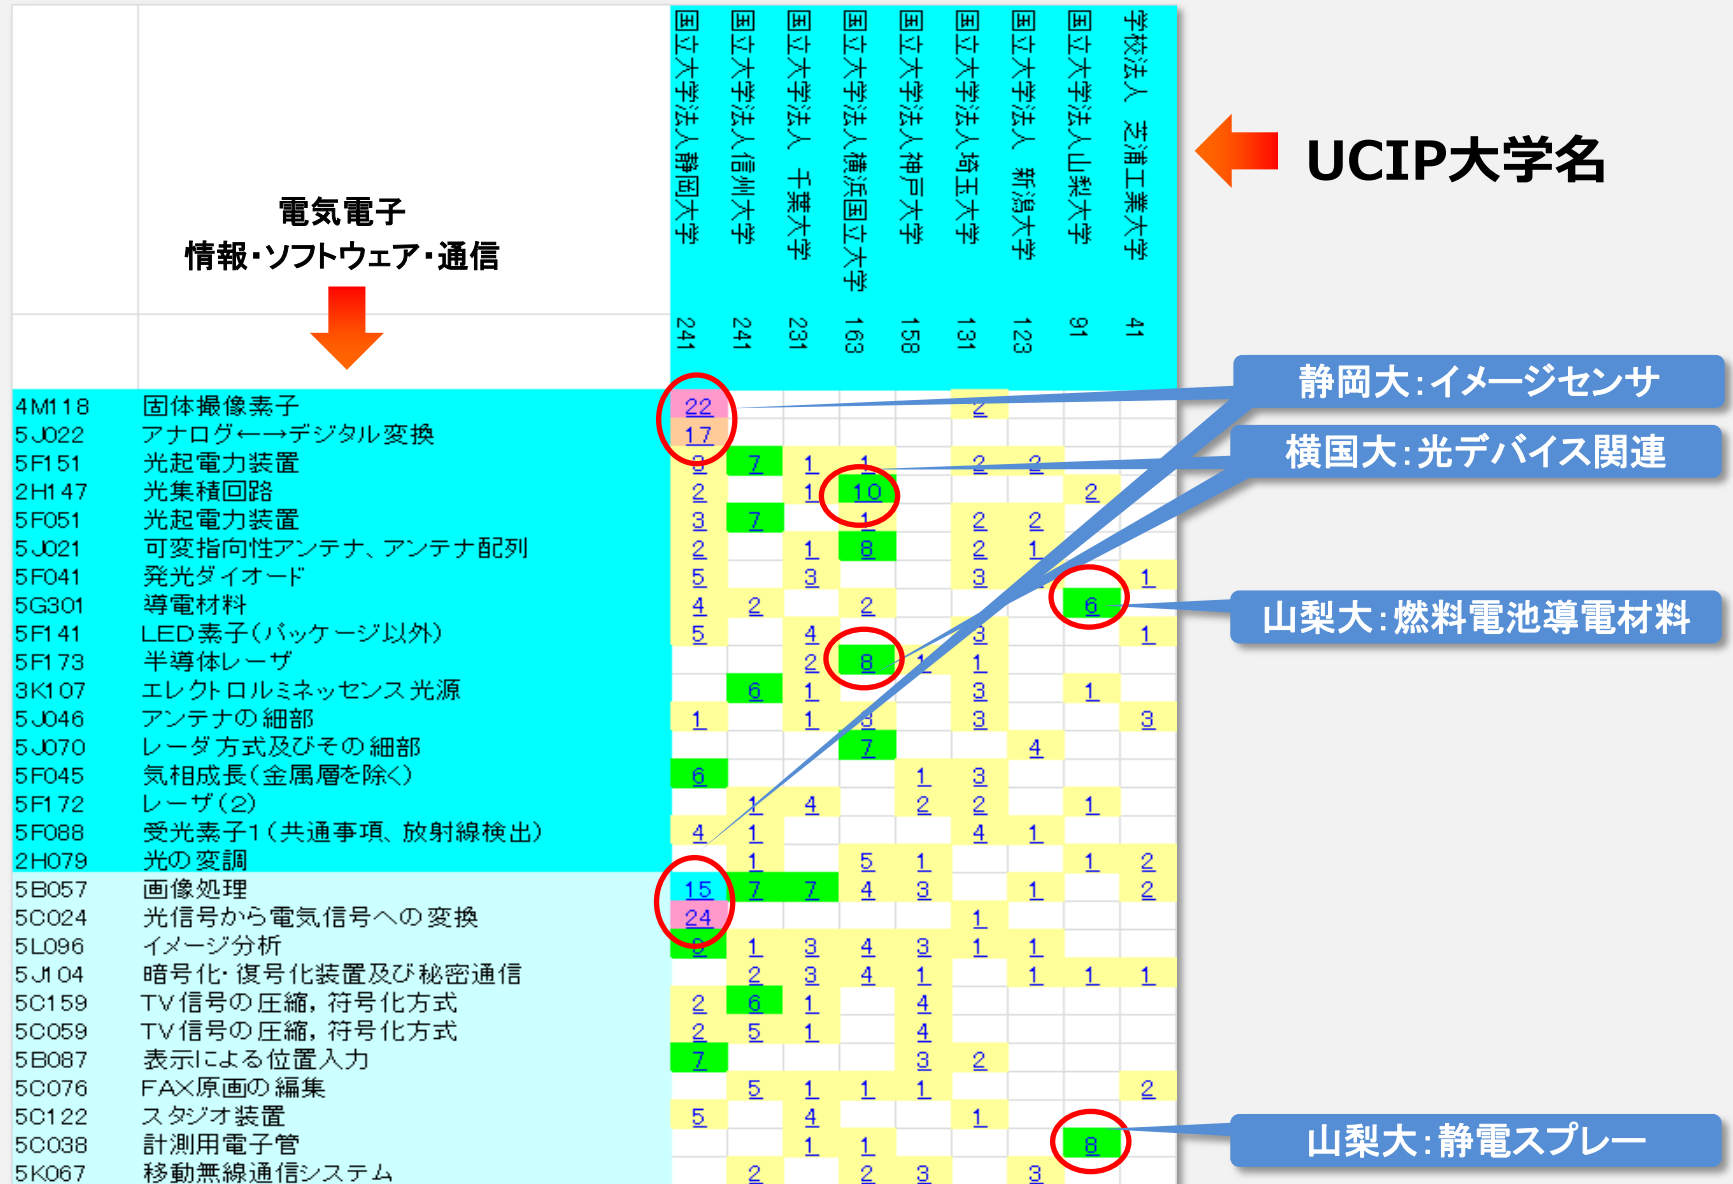 国立大学法人静岡大学 国立大学法人信州大学 国立大学法人 千葉大学 国立大学法人横浜国立大学 国立大学法人神戸大学 国立大学法人埼玉大学 国立大学法人 新潟大学 国立大学法人山梨大学 学校法人 芝浦工業大学
UCIP大学名
電気電子
情報・ソフトウェア・通信
241 241 231 163 158 131 123 91 41
静岡大:イメージセンサ
横国大:光デバイス関連
山梨大:燃料電池導電材料
山梨大:静電スプレー
4M118 固体撮像素子 22 2
5J022 アナログ←→デジタル変換 17
5F151 光起電力装置 3 7 1 1 2 2
2H147 光集積回路 2 1 10 2
5F051 光起電力装置 3 7 1 2 2
5J021 可変指向性アンテナ、アンテナ配列 2 1 8 2 1
5F041 発光ダイオード 5 3 3 1
5G301 導電材料 4 2 2 6
5F141 LED素子(パッケージ以外) 5 4 3 1
5F173 半導体レーザ 2 8 1 1
3K107 エレクトロルミネッセンス光源 6 1 3 1
5J046 アンテナの細部 1 1 3 3 3
5J070 レーダ方式及びその細部 7 4
5F045 気相成長(金属層を除く) 6 1 3
5F172 レーザ(2) 1 4 2 2 1
5F088 受光素子1(共通事項、放射線検出) 4 1 4 1
2H079 光の変調 1 5 1 1 2
5B057 画像処理 15 7 7 4 3 1 2
5C024 光信号から電気信号への変換 24 1
5L096 イメージ分析 1 3 4 3 1 1
5J104 暗号化・復号化装置及び秘密通信 2 3 4 1 1 1 1
5C159 TV信号の圧縮,符号化方式 2 6 1 4
5C059 TV信号の圧縮,符号化方式 2 5 1 4
5B087 表示による位置入力 7 3 2
5C076 FAX原画の編集 5 1 1 1 2
5C122 スタジオ装置 5 4 1
5C038 計測用電子管 1 1 8
5K067 移動無線通信システム 2 2 3 3